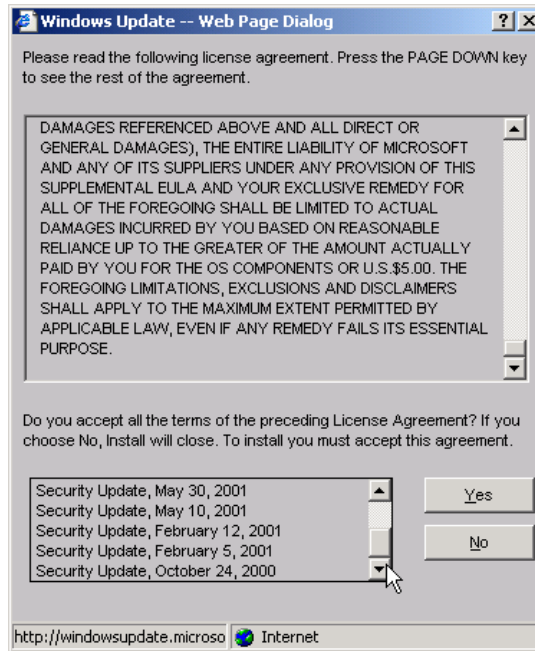 Windows Update -- Web Page Dialog
Please read the following license agreement. Press the PAGE DOWN key
to see the rest of the agreement.
DAMAGES REFERENCED ABOVE AND ALL DIRECT OR
GENERAL DAMAGES), THE ENTIRE LIABILITY OF MICROSOFT
AND ANY OF ITS SUPPLIERS UNDER ANY PROVISION OF THIS
SUPPLEMENTAL EULA AND YOUR EXCLUSIVE REMEDY FOR
ALL OF THE FOREGOING SHALL BE LIMITED TO ACTUAL
DAMAGES INCURRED BY YOU BASED ON REASONABLE
RELIANCE UP TO THE GREATER OF THE AMOUNT ACTUALLY
PAID BY YOU FOR THE OS COMPONENTS OR U.S.$5.00. THE
FOREGOING LIMITATIONS, EXCLUSIONS AND DISCLAIMERS
SHALL APPLY TO THE MAXIMUM EXTENT PERMITTED BY
APPLICABLE LAW, EVEN IF ANY REMEDY FAILS ITS ESSENTIAL
PURPOSE.
Do you accept all the terms of the preceding License Agreement? If you
choose No, Install will close. To install you must accept this agreement.
Security Update, May 30, 2001
Security Update, May 10, 2001
Security Update, February 12, 2001
Security Update, February 5, 2001
Security Update, October 24, 2000
Yes
No
http://windowsupdate.microso
Internet